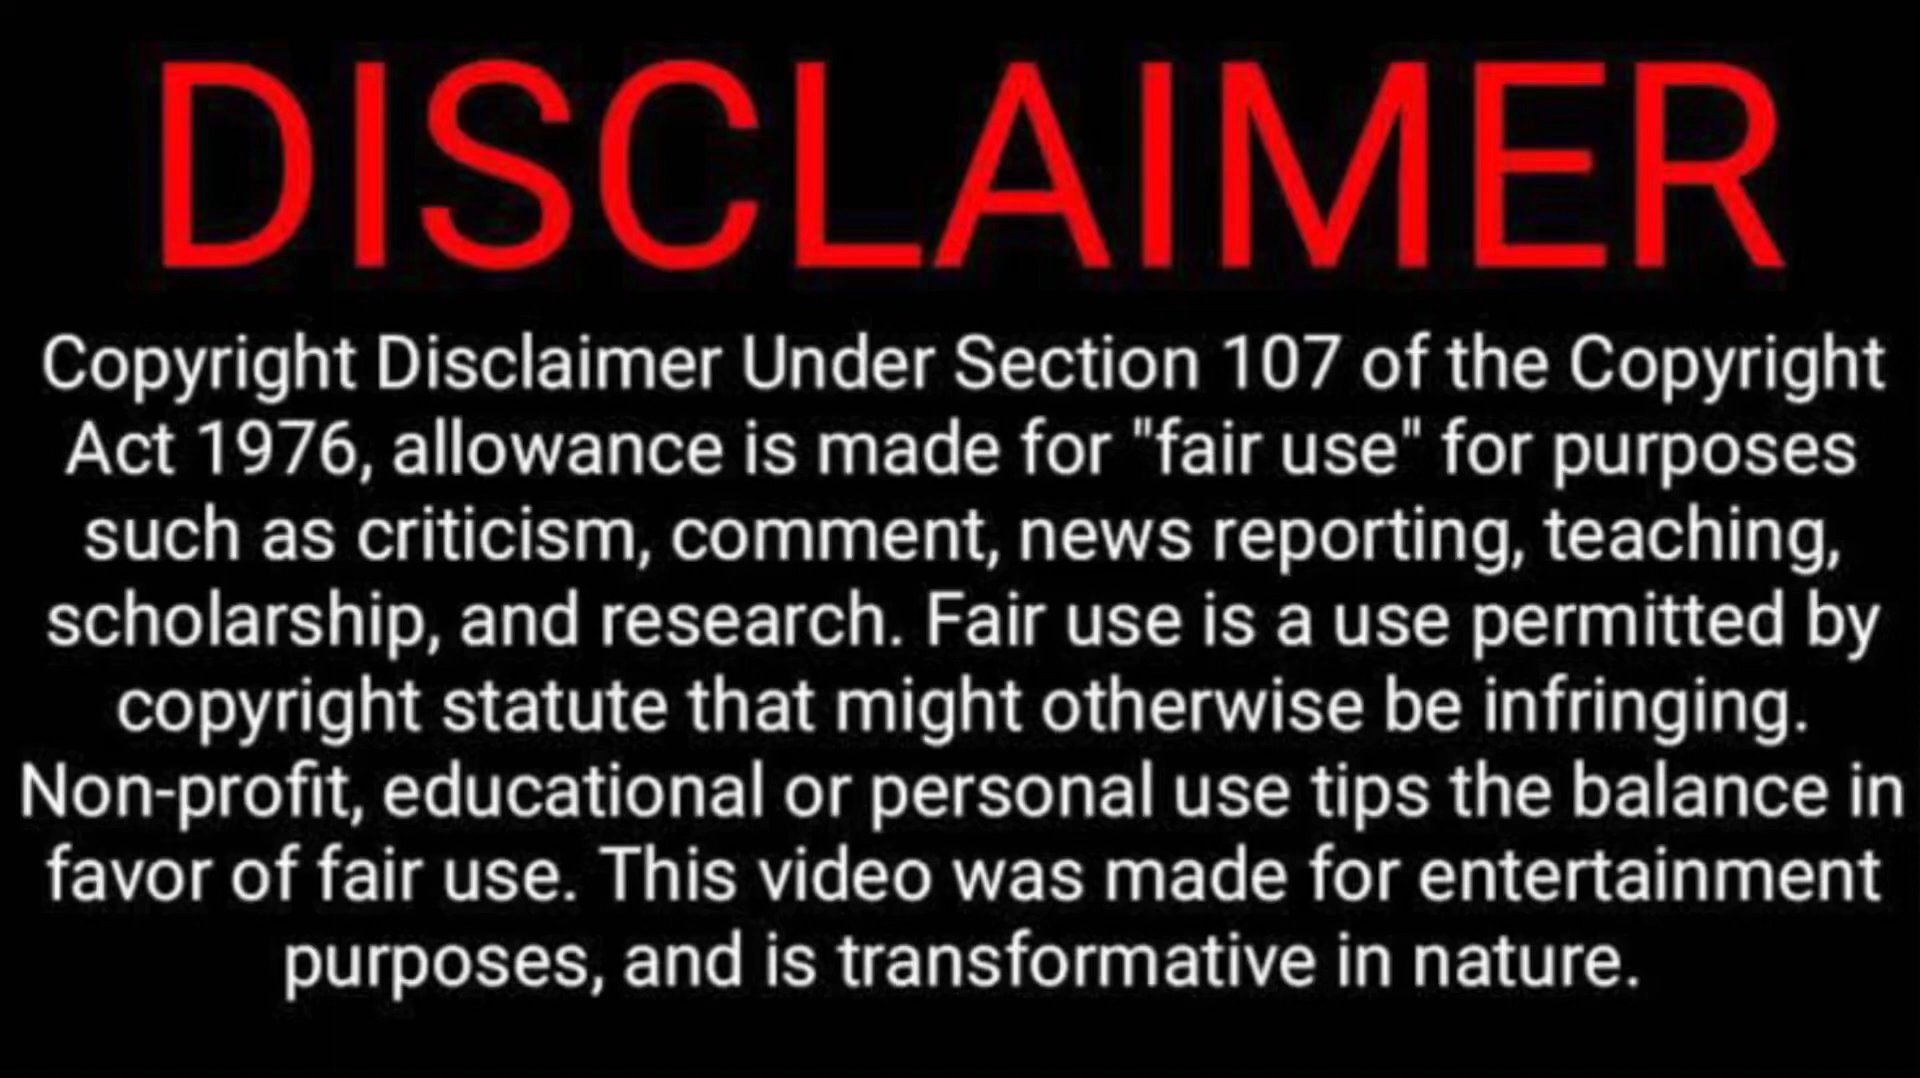 DISCLAIMER
Copyright Disclaimer Under Section 107 of the Copyright
Act 1976, allowance is made for "fair use" for purposes
such as criticism, comment, news reporting, teaching,
scholarship, and research. Fair use is a use permitted by
copyright statute that might otherwise be infringing.
Non-profit, educational or personal use tips the balance in
favor of fair use. This video was made for entertainment
purposes, and is transformative in nature.